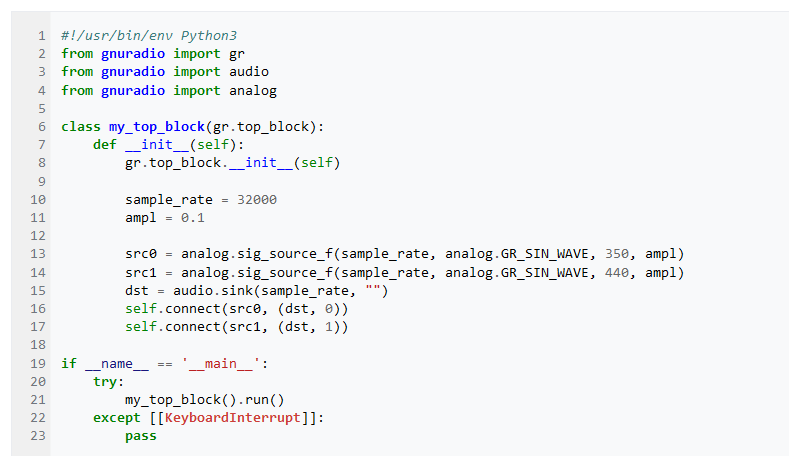 1 #!/usr/bin/env Python3
2 from gnuradio import gr
3 from gnuradio import audio
4 from gnuradio import analog
5
6 class my_top_block(gr.top_block):
7     def __init__(self):
8         gr.top_block.__init__(self)
9
10         sample_rate = 32000
11         ampl = 0.1
12
13         src0 = analog.sig_source_f(sample_rate, analog.GR_SIN_WAVE, 350, ampl)
14         src1 = analog.sig_source_f(sample_rate, analog.GR_SIN_WAVE, 440, ampl)
15         dst = audio.sink(sample_rate, "")
16         self.connect(src0, (dst, 0))
17         self.connect(src1, (dst, 1))
18
19 if __name__ == '__main__':
20     try:
21         my_top_block().run()
22     except [[KeyboardInterrupt]]:
23         pass